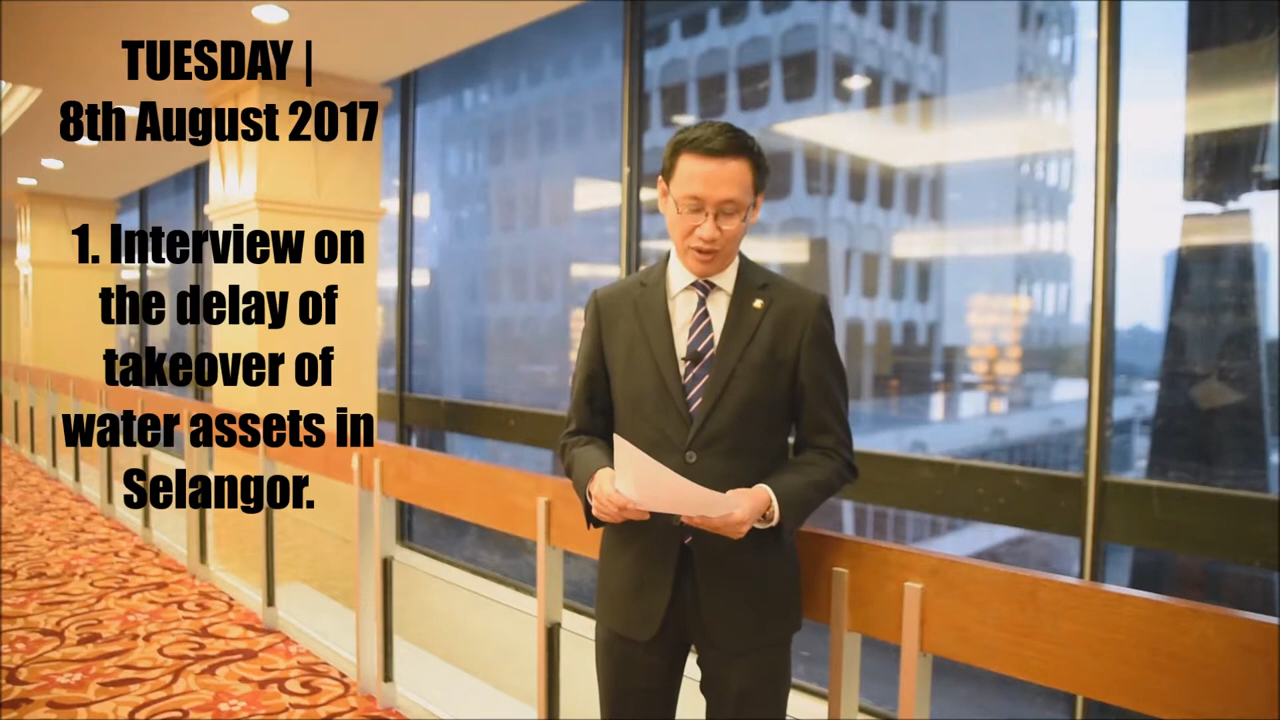 TUESDAY |
8th August 2017
1. Interview on
the delay of
takeover of
water assets in
Selangor.